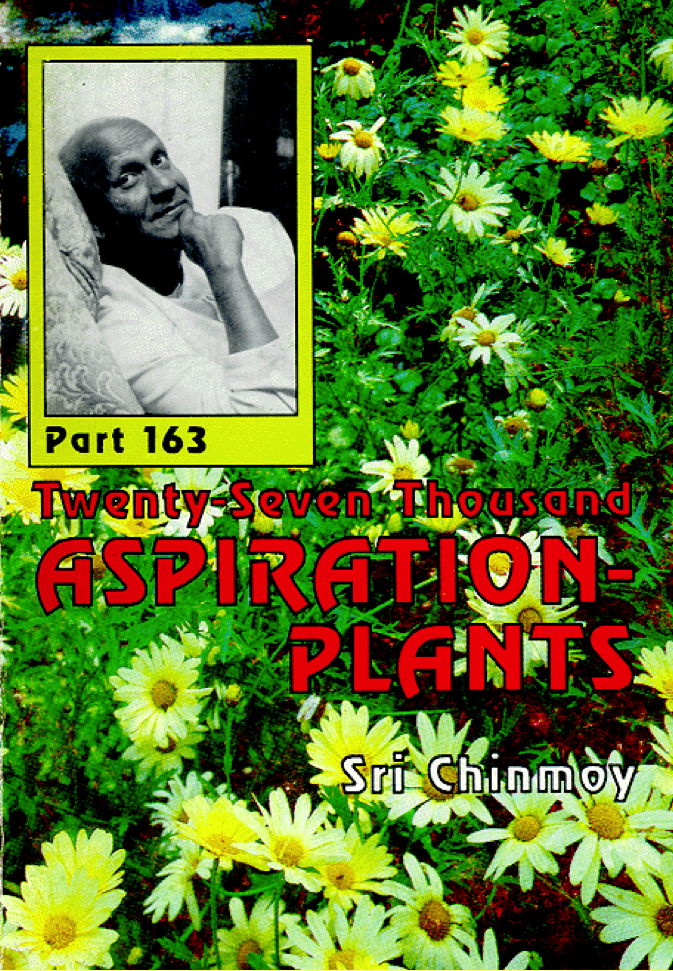 Part 163
Twenty-Seven Thousand
ASPIRATION-
PLANTS
Sri Chinmoy